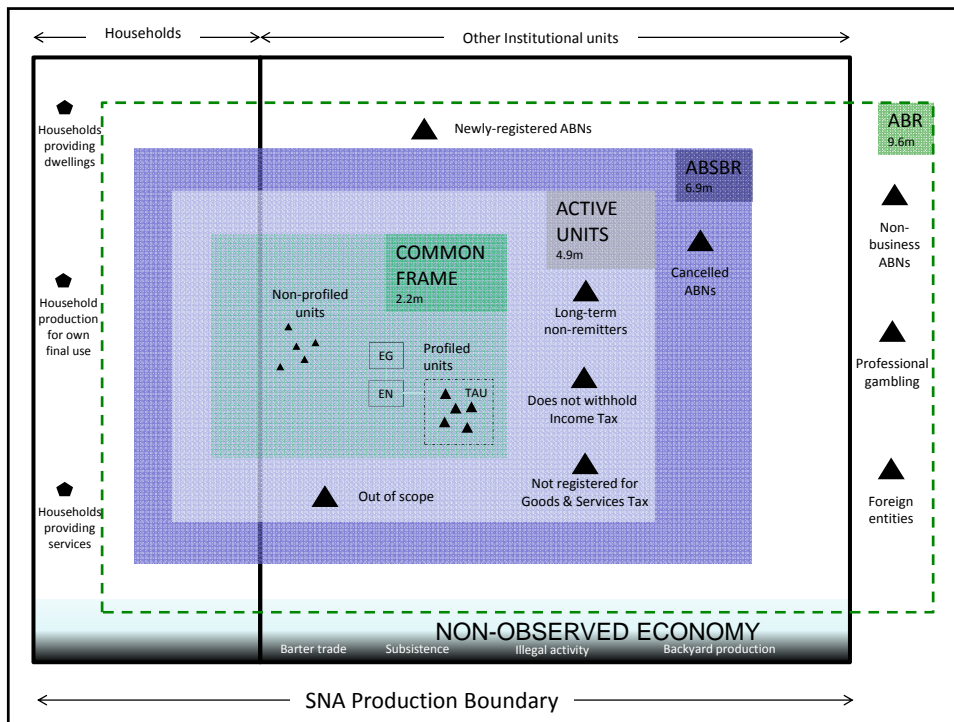 Households
Other Institutional units
Households
providing
dwellings
Newly-registered ABNs
ABR
9.6m
ABSBR
6.9m
ACTIVE
UNITS
4.9m
COMMON
FRAME
2.2m
Non-
business
ABNs
Cancelled
ABNs
Non-profiled
units
Household
production
for own
final use
Long-term
non-remitters
EG
Profiled
units
Professional
gambling
EN
TAU
Does not withhold
Income Tax
Households
providing
services
Out of scope
Not registered for
Goods & Services Tax
Foreign
entities
NON-OBSERVED ECONOMY
Barter trade
Subsistence
Illegal activity
Backyard production
SNA Production Boundary